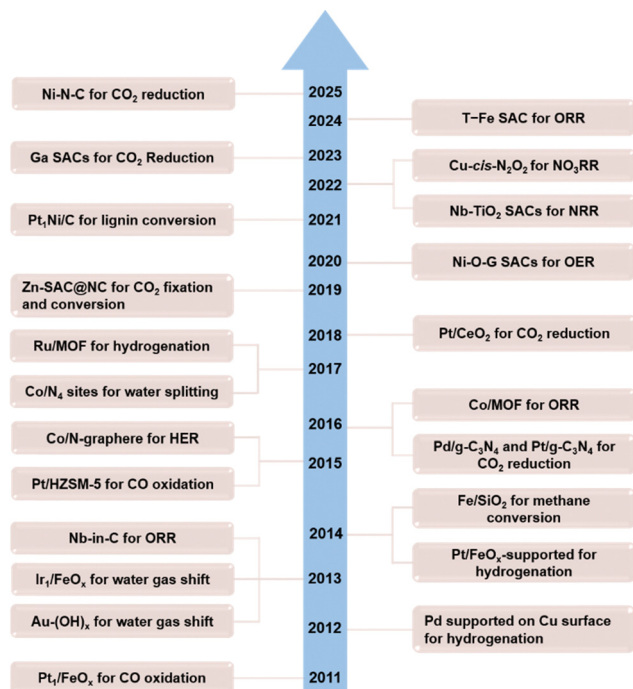 2025
Ni-N-C for CO₂ reduction
2024
T−Fe SAC for ORR
2023
Ga SACs for CO₂ Reduction
2022
Cu-cis-N₂O₂ for NO₃RR
Nb-TiO₂ SACs for NRR
2021
Pt₁Ni/C for lignin conversion
2020
Ni-O-G SACs for OER
2019
Zn-SAC@NC for CO₂ fixation
and conversion
2018
Pt/CeO₂ for CO₂ reduction
2017
Ru/MOF for hydrogenation
Co/N₄ sites for water splitting
2016
Co/MOF for ORR
Pd/g-C₃N₄ and Pt/g-C₃N₄ for
CO₂ reduction
2015
Co/N-graphere for HER
Pt/HZSM-5 for CO oxidation
2014
Fe/SiO₂ for methane
conversion
Pt/FeOₓ-supported for
hydrogenation
2013
Nb-in-C for ORR
Ir₁/FeOₓ for water gas shift
Au-(OH)ₓ for water gas shift
2012
Pd supported on Cu surface
for hydrogenation
2011
Pt₁/FeOₓ for CO oxidation